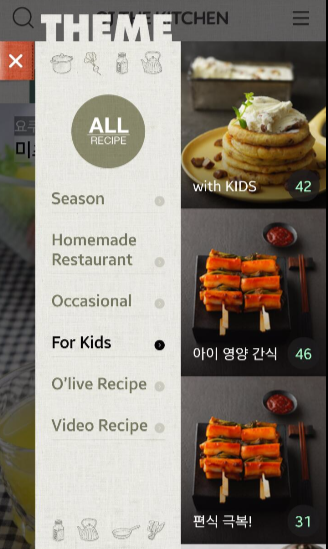 THEME
THE KITCHEN
ALL
RECIPE
Season
Homemade
Restaurant
Occasional
For Kids
O'live Recipe
Video Recipe
with KIDS 42
아이 영양 간식 46
편식 극복! 31